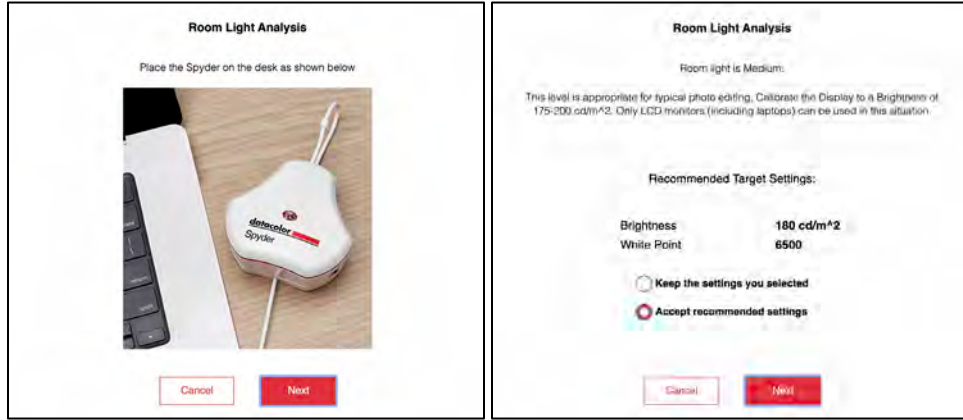 Room Light Analysis
Place the Spyder on the desk as shown below
datacolor
Spyder
Cancel
Next
Room Light Analysis
Room light is Medium.
This level is appropriate for typical photo editing. Calibrate the Display to a Brightness of
175-200 cd/m^2. Only LCD monitors (including laptops) can be used in this situation
Recommended Target Settings:
Brightness 180 cd/m^2
White Point 6500
Keep the settings you selected
Accept recommended settings
Cancel
Next